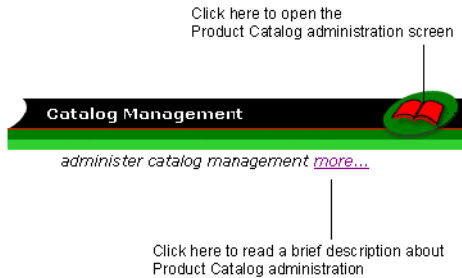 Click here to open the
Product Catalog administration screen
Catalog Management
administer catalog management more...
Click here to read a brief description about
Product Catalog administration